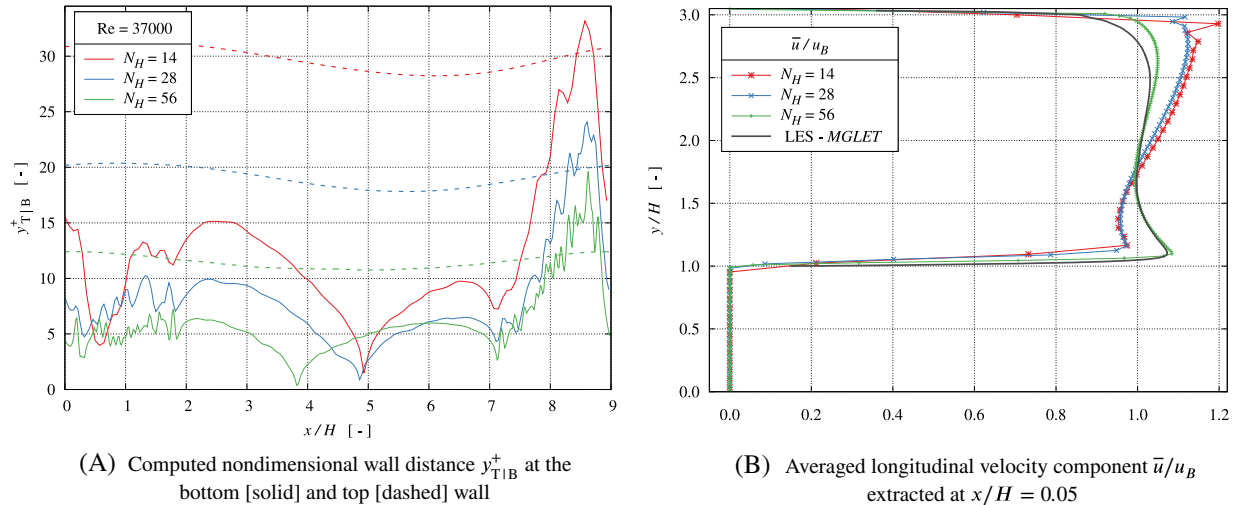 Re = 37000
N_H = 14
N_H = 28
N_H = 56
y⁺_T|B [ - ]
35
30
25
20
15
10
5
0
0 1 2 3 4 5 6 7 8 9
x / H [ - ]
(A) Computed nondimensional wall distance y⁺_T|B at the
bottom [solid] and top [dashed] wall
u̅ / u_B
N_H = 14
N_H = 28
N_H = 56
LES - MGLET
y / H [ - ]
3.0
2.5
2.0
1.5
1.0
0.5
0.0
0.0 0.2 0.4 0.6 0.8 1.0 1.2
(B) Averaged longitudinal velocity component u̅/u_B
extracted at x/H = 0.05